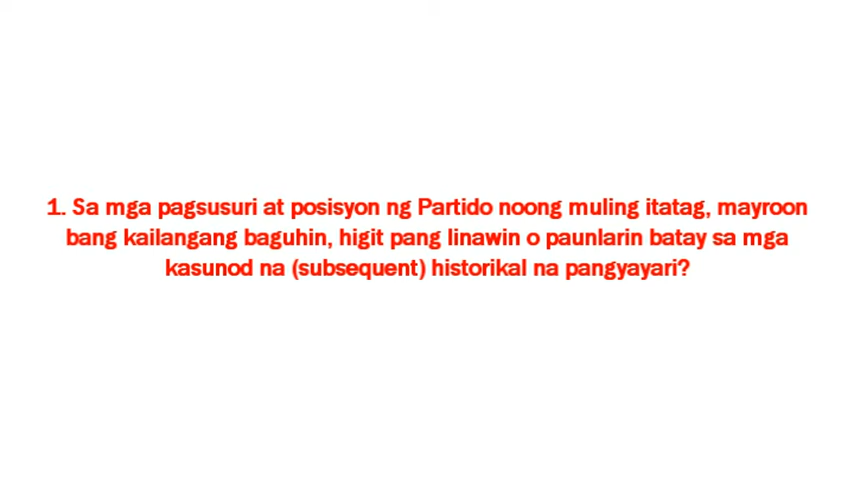 1. Sa mga pagsusuri at posisyon ng Partido noong muling itatag, mayroon
bang kailangang baguhin, higit pang linawin o paunlarin batay sa mga
kasunod na (subsequent) historikal na pangyayari?